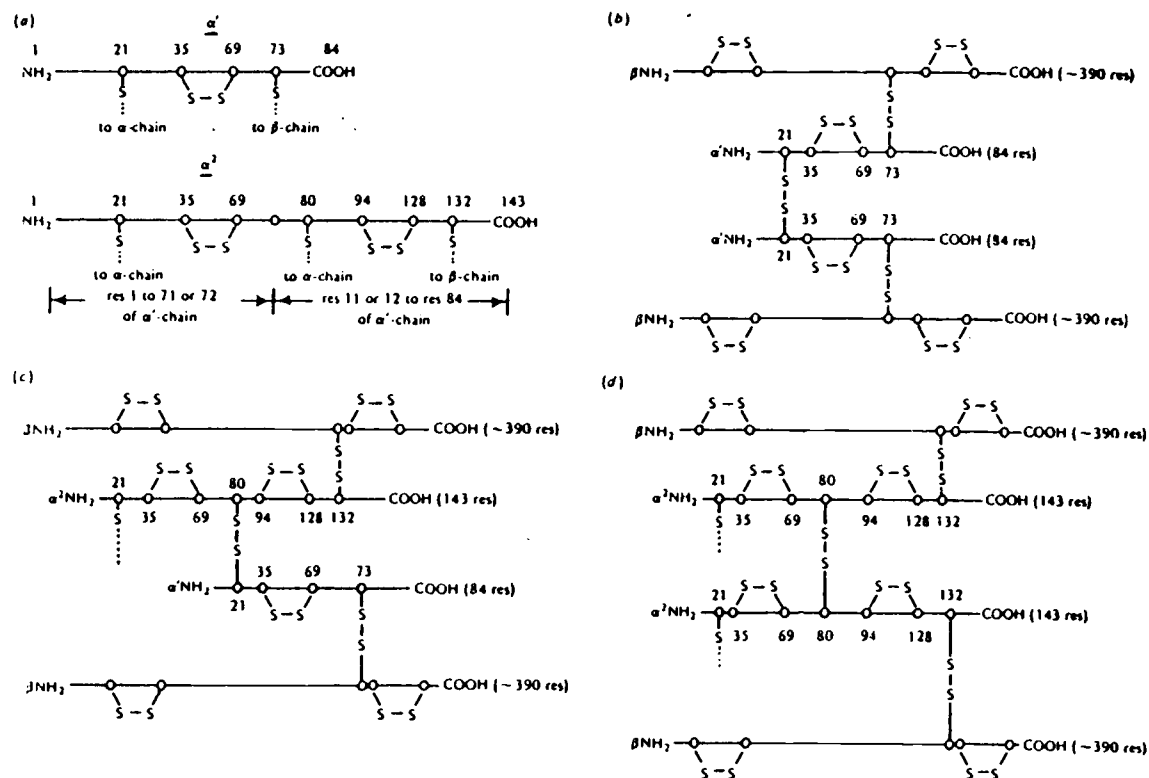 (a)
α'
1 21 35 69 73 84
NH2 COOH
S S – S S
to α-chain to β-chain
α2
1 21 35 69 80 94 128 132 143
NH2 COOH
S S – S S S – S S
to α-chain to α-chain to β-chain
res 1 to 71 or 72 res 11 or 12 to res 84
of α'-chain of α'-chain
(b)
S – S S – S
βNH2 COOH (~390 res)
S
S
21 S – S
α'NH2 COOH (84 res)
35 69 73
S
S
35 69 73
α'NH2 COOH (84 res)
21 S – S
S
S
βNH2 COOH (~390 res)
S – S S – S
(c)
S – S S – S
βNH2 COOH (~390 res)
S
S
21 S – S 80 S – S
α2NH2 COOH (143 res)
S 35 69 94 128 132
S
S
35 69 73
α'NH2 COOH (84 res)
21 S – S
S
S
βNH2 COOH (~390 res)
S – S S – S
(d)
S – S S – S
βNH2 COOH (~390 res)
S
S
21 S – S 80 S – S
α2NH2 COOH (143 res)
S 35 69 94 128 132
S
S
21 S – S S – S 132
α2NH2 COOH (143 res)
S 35 69 80 94 128
S
S
βNH2 COOH (~390 res)
S – S S – S